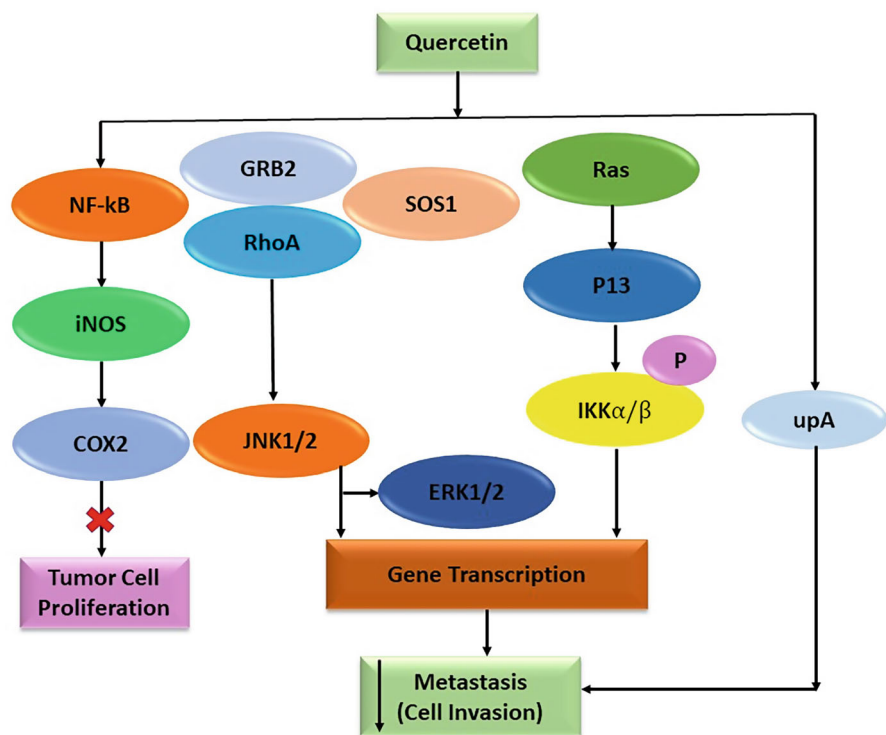 Quercetin
GRB2
Ras
NF-kB
SOS1
RhoA
P13
iNOS
P
IKKα/β
upA
COX2
JNK1/2
ERK1/2
Tumor Cell
Proliferation
Gene Transcription
Metastasis
(Cell Invasion)